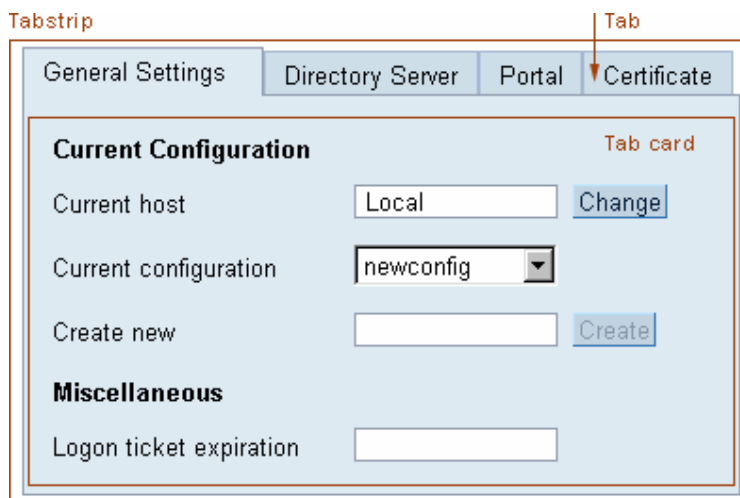 Tabstrip Tab
General Settings Directory Server Portal Certificate
Current Configuration Tab card
Current host Local Change
Current configuration newconfig
Create new Create
Miscellaneous
Logon ticket expiration